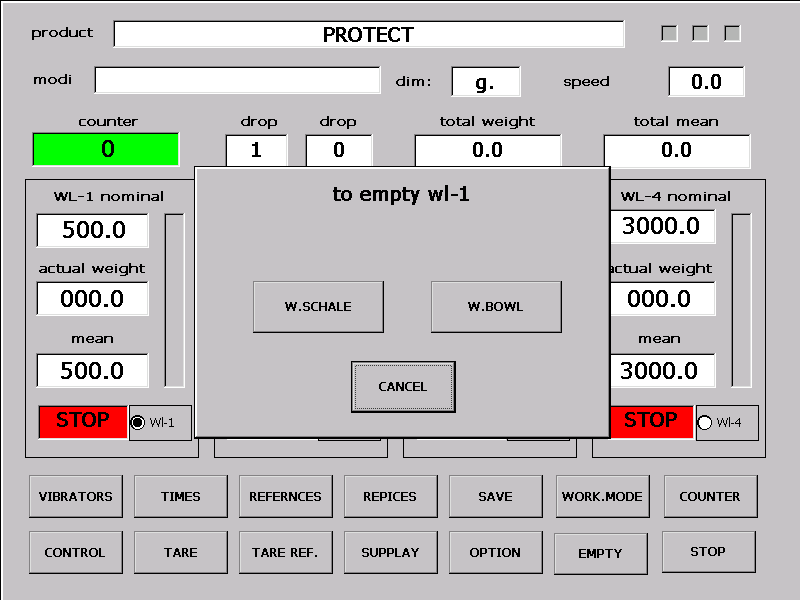 product PROTECT
modi dim: g. speed 0.0
counter drop drop total weight total mean
0 1 0 0.0 0.0
to empty wl-1
WL-1 nominal WL-4 nominal
500.0 3000.0
actual weight actual weight
000.0 000.0
W.SCHALE W.BOWL
mean mean
500.0 3000.0
CANCEL
STOP Wl-1 STOP Wl-4
VIBRATORS TIMES REFERNCES REPICES SAVE WORK.MODE COUNTER
CONTROL TARE TARE REF. SUPPLAY OPTION EMPTY STOP